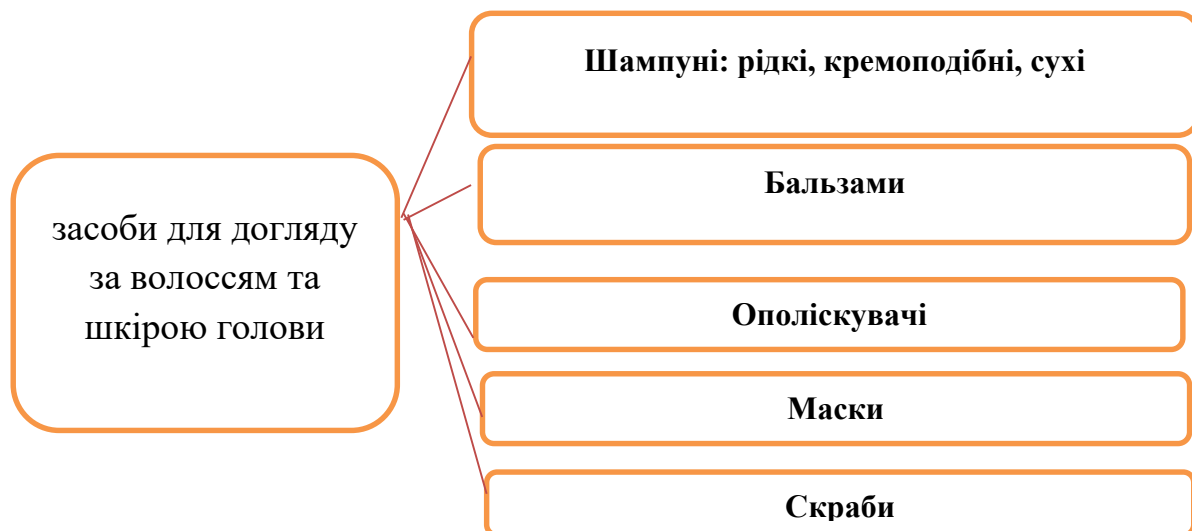 засоби для догляду
за волоссям та
шкірою голови
Шампуні: рідкі, кремоподібні, сухі
Бальзами
Ополіскувачі
Маски
Скраби